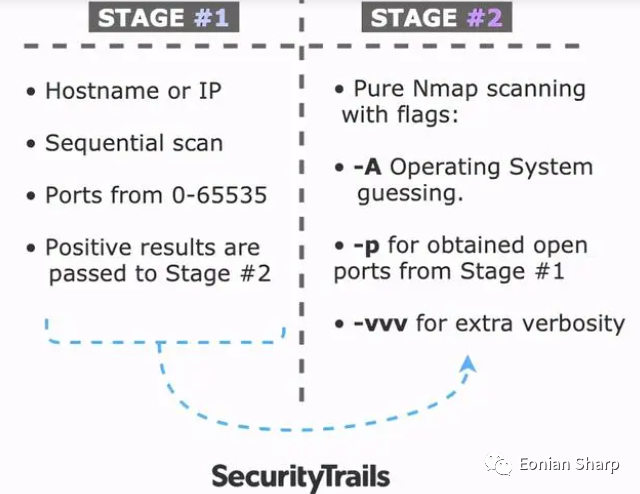 STAGE #1
• Hostname or IP
• Sequential scan
• Ports from 0-65535
• Positive results are
passed to Stage #2
STAGE #2
• Pure Nmap scanning
with flags:
• -A Operating System
guessing.
• -p for obtained open
ports from Stage #1
• -vvv for extra verbosity
SecurityTrails
Eonian Sharp